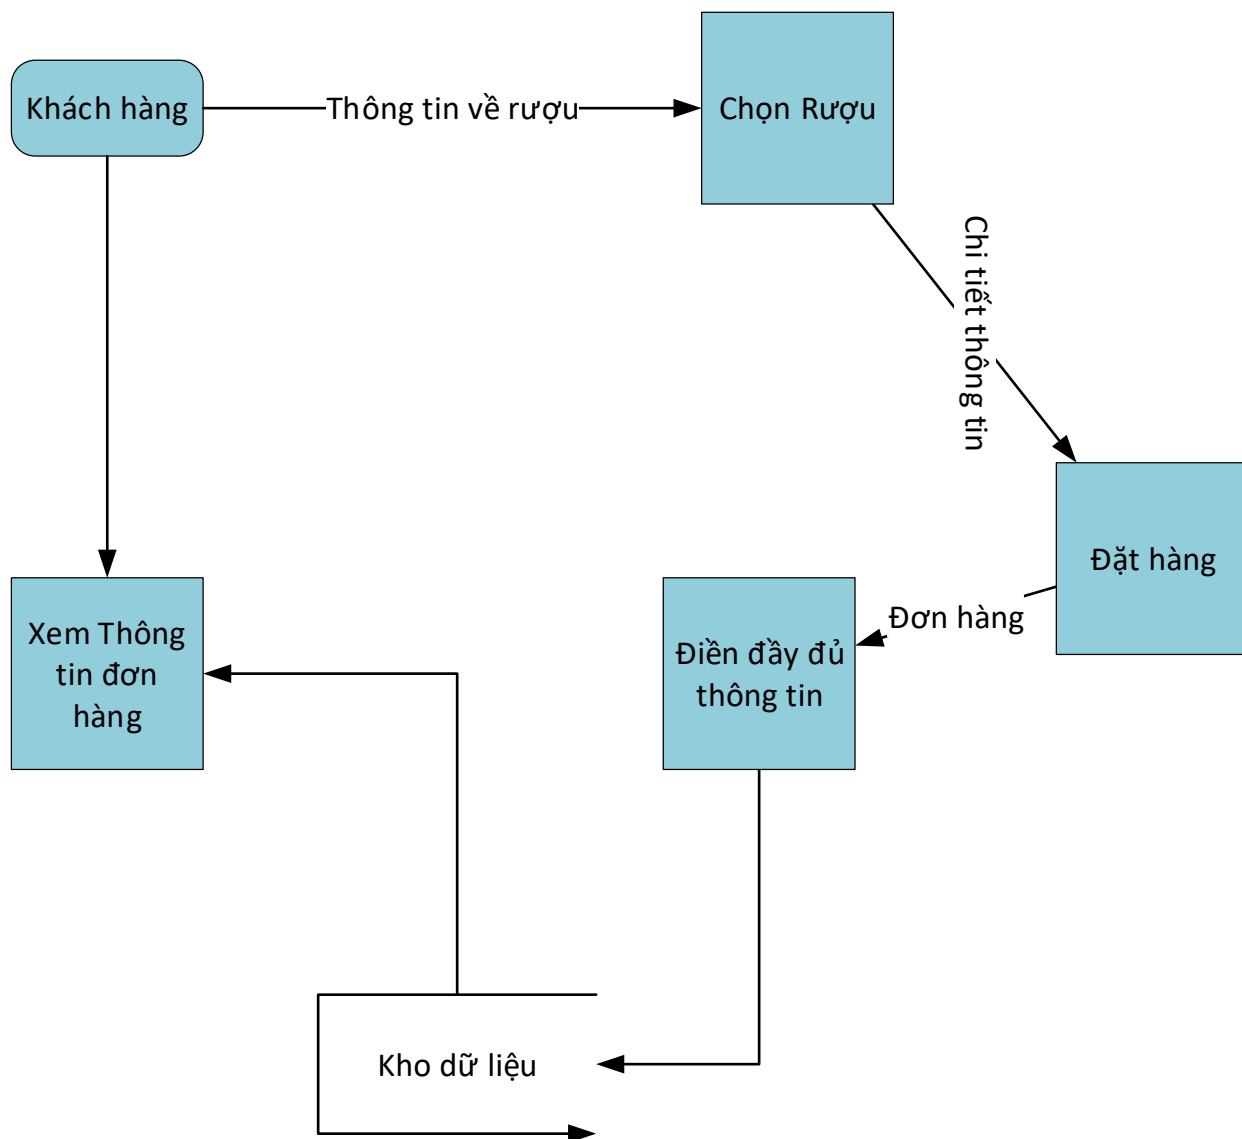 Khách hàng
Thông tin về rượu
Chọn Rượu
Chi tiết thông tin
Đặt hàng
Đơn hàng
Điền đầy đủ
thông tin
Xem Thông
tin đơn
hàng
Kho dữ liệu